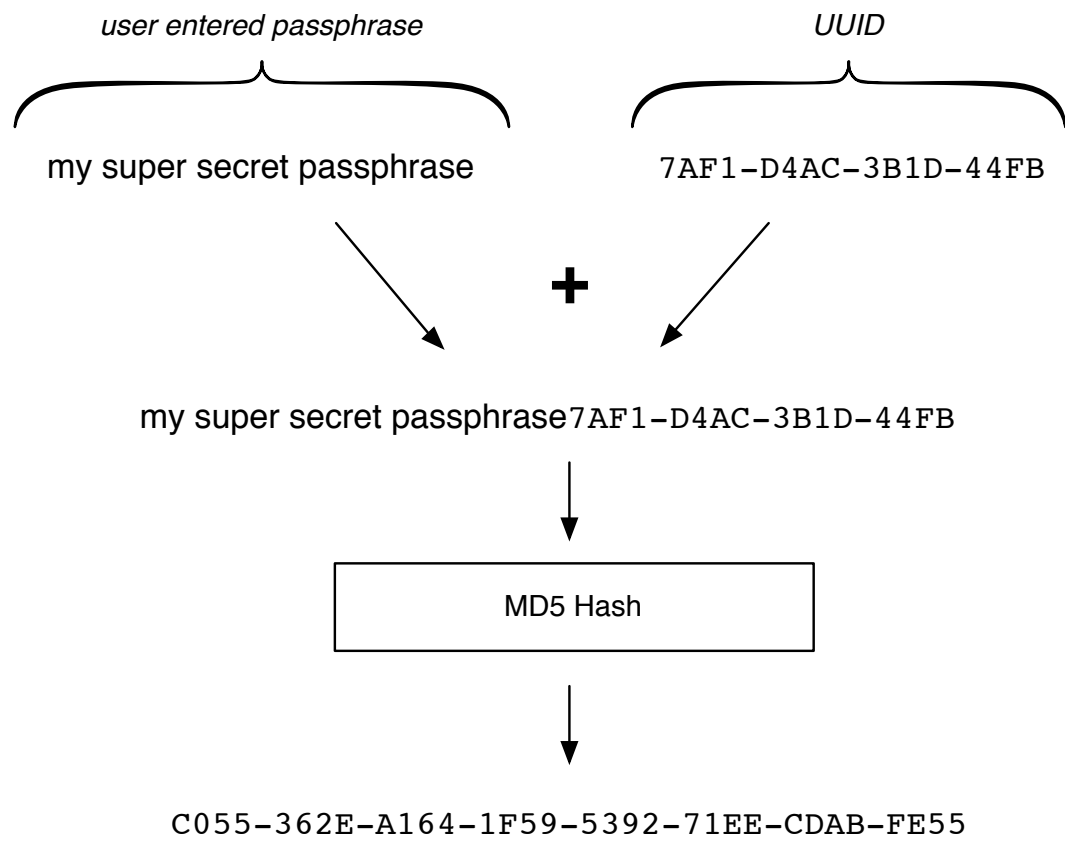 user entered passphrase UUID
my super secret passphrase 7AF1-D4AC-3B1D-44FB
+
my super secret passphrase7AF1-D4AC-3B1D-44FB
MD5 Hash
C055-362E-A164-1F59-5392-71EE-CDAB-FE55